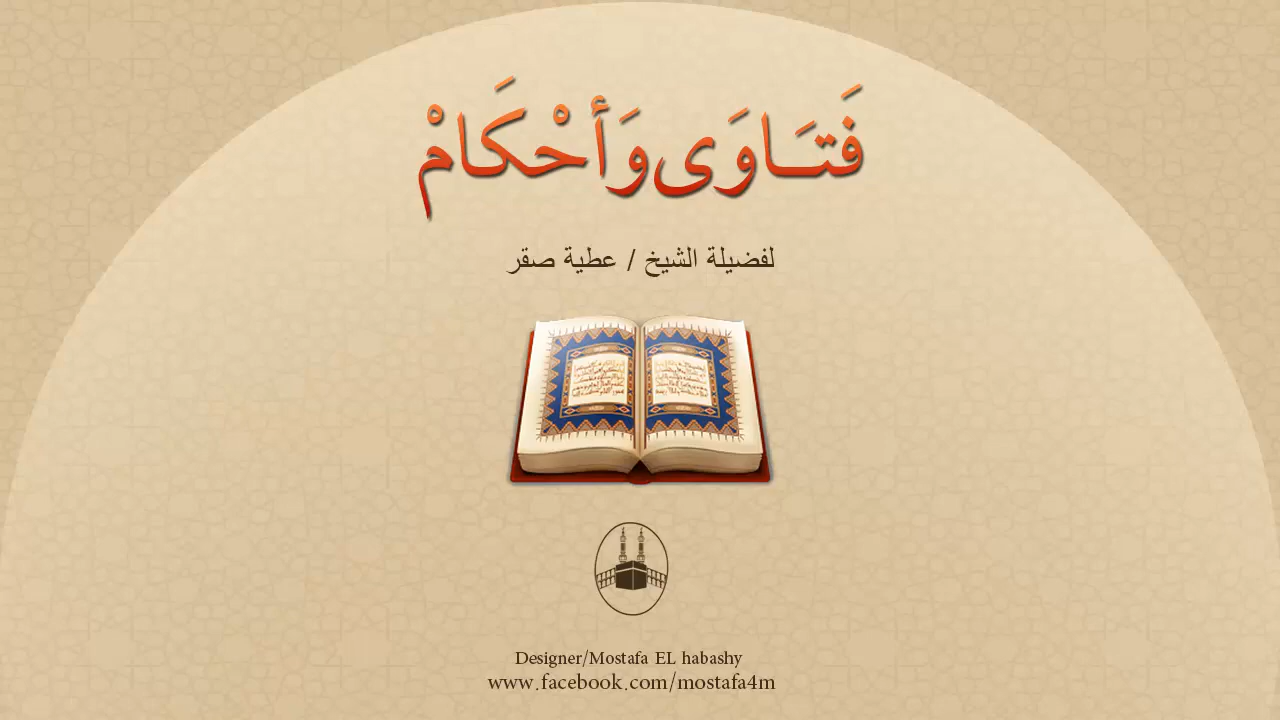 فَتَاوَى وَأَحْكَامْ
لفضيلة الشيخ / عطية صقر
Designer/Mostafa EL habashy
www.facebook.com/mostafa4m